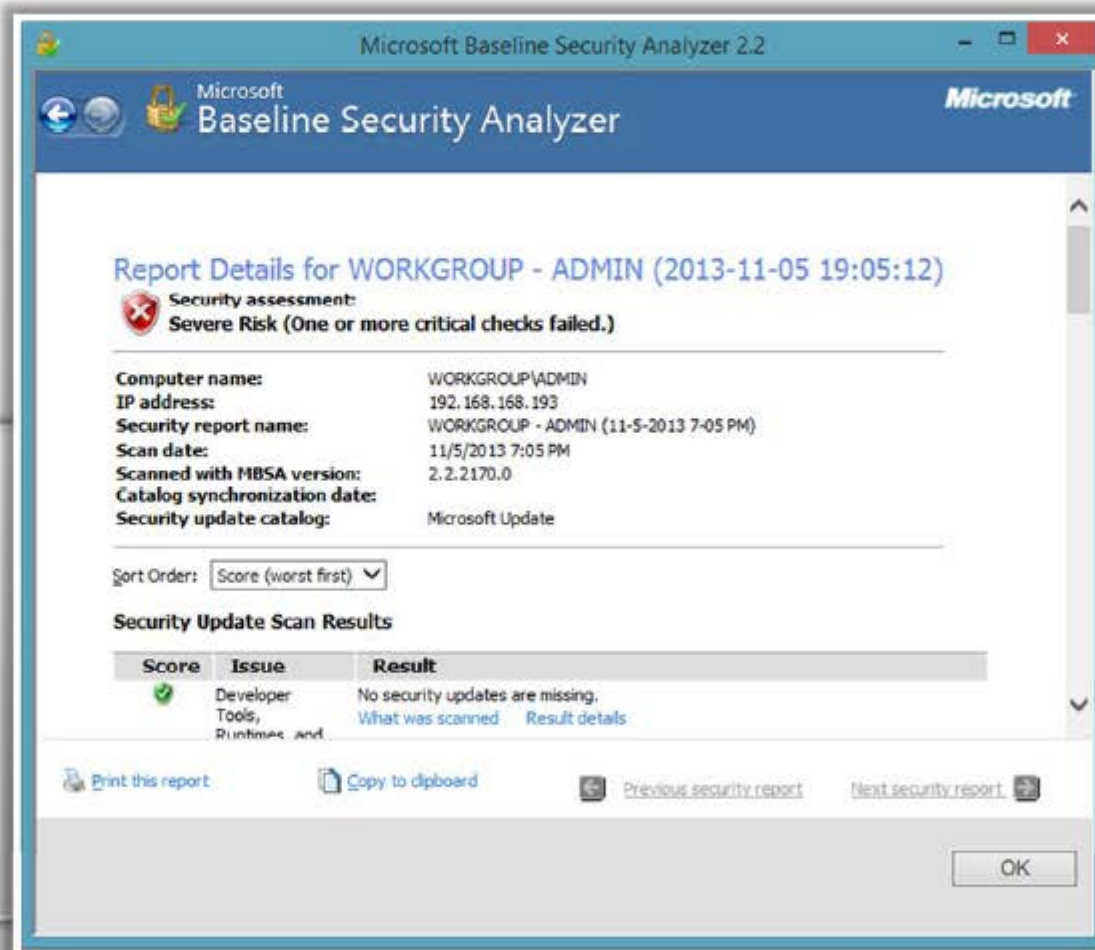 Microsoft Baseline Security Analyzer 2.2
Microsoft
Baseline Security Analyzer
Microsoft
Report Details for WORKGROUP - ADMIN (2013-11-05 19:05:12)
Security assessment:
Severe Risk (One or more critical checks failed.)
Computer name: WORKGROUP\ADMIN
IP address: 192.168.168.193
Security report name: WORKGROUP - ADMIN (11-5-2013 7-05 PM)
Scan date: 11/5/2013 7:05 PM
Scanned with MBSA version: 2.2.2170.0
Catalog synchronization date:
Security update catalog: Microsoft Update
Sort Order: Score (worst first)
Security Update Scan Results
Score Issue Result
Developer No security updates are missing.
Tools, What was scanned Result details
Runtimes, and
Print this report Copy to clipboard Previous security report Next security report
OK